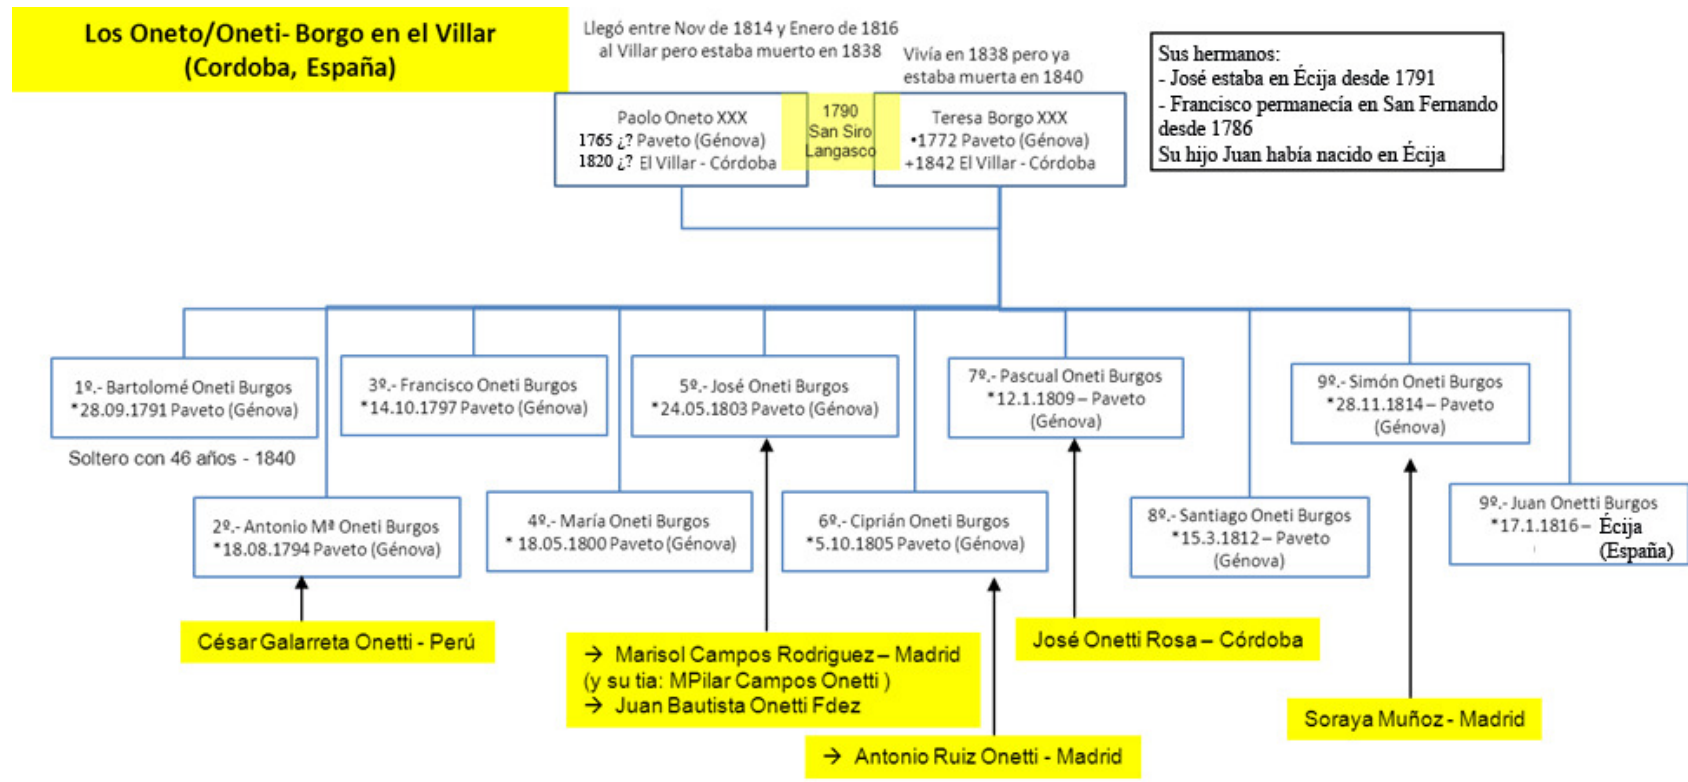 Los Oneto/Oneti- Borgo en el Villar
(Cordoba, España)
Llegó entre Nov de 1814 y Enero de 1816
al Villar pero estaba muerto en 1838
Vivía en 1838 pero ya
estaba muerta en 1840
Sus hermanos:
- José estaba en Écija desde 1791
- Francisco permanecía en San Fernando
desde 1786
Su hijo Juan había nacido en Écija
Paolo Oneto XXX
1765 ¿? Paveto (Génova)
1820 ¿? El Villar - Córdoba
1790
San Siro
Langasco
Teresa Borgo XXX
•1772 Paveto (Génova)
+1842 El Villar - Córdoba
1º.- Bartolomé Oneti Burgos
*28.09.1791 Paveto (Génova)
Soltero con 46 años - 1840
3º.- Francisco Oneti Burgos
*14.10.1797 Paveto (Génova)
5º.- José Oneti Burgos
*24.05.1803 Paveto (Génova)
7º.- Pascual Oneti Burgos
*12.1.1809 – Paveto
(Génova)
9º.- Simón Oneti Burgos
*28.11.1814 – Paveto
(Génova)
2º.- Antonio Mª Oneti Burgos
*18.08.1794 Paveto (Génova)
4º.- María Oneti Burgos
* 18.05.1800 Paveto (Génova)
6º.- Ciprián Oneti Burgos
*5.10.1805 Paveto (Génova)
8º.- Santiago Oneti Burgos
*15.3.1812 – Paveto
(Génova)
9º.- Juan Onetti Burgos
*17.1.1816 – Écija
(España)
César Galarreta Onetti - Perú
→ Marisol Campos Rodriguez – Madrid
(y su tia: MPilar Campos Onetti )
→ Juan Bautista Onetti Fdez
José Onetti Rosa – Córdoba
Soraya Muñoz - Madrid
→ Antonio Ruiz Onetti - Madrid